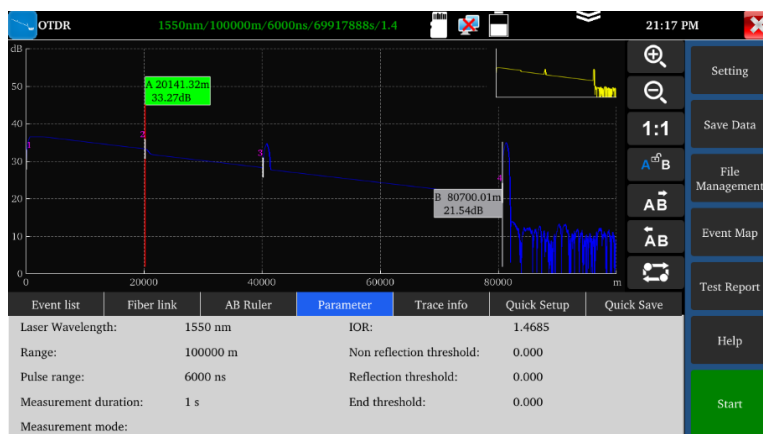 OTDR 1550nm/100000m/6000ns/69917888s/1.4 21:17 PM
dB
50
40
30
20
10
0
0 20000 40000 60000 80000 m
A 20141.32m
33.27dB
B 80700.01m
21.54dB
1
2
3
4
1:1
A B
AB
AB
Setting
Save Data
File
Management
Event Map
Test Report
Help
Start
Event list Fiber link AB Ruler Parameter Trace info Quick Setup Quick Save
Laser Wavelength: 1550 nm IOR: 1.4685
Range: 100000 m Non reflection threshold: 0.000
Pulse range: 6000 ns Reflection threshold: 0.000
Measurement duration: 1 s End threshold: 0.000
Measurement mode: